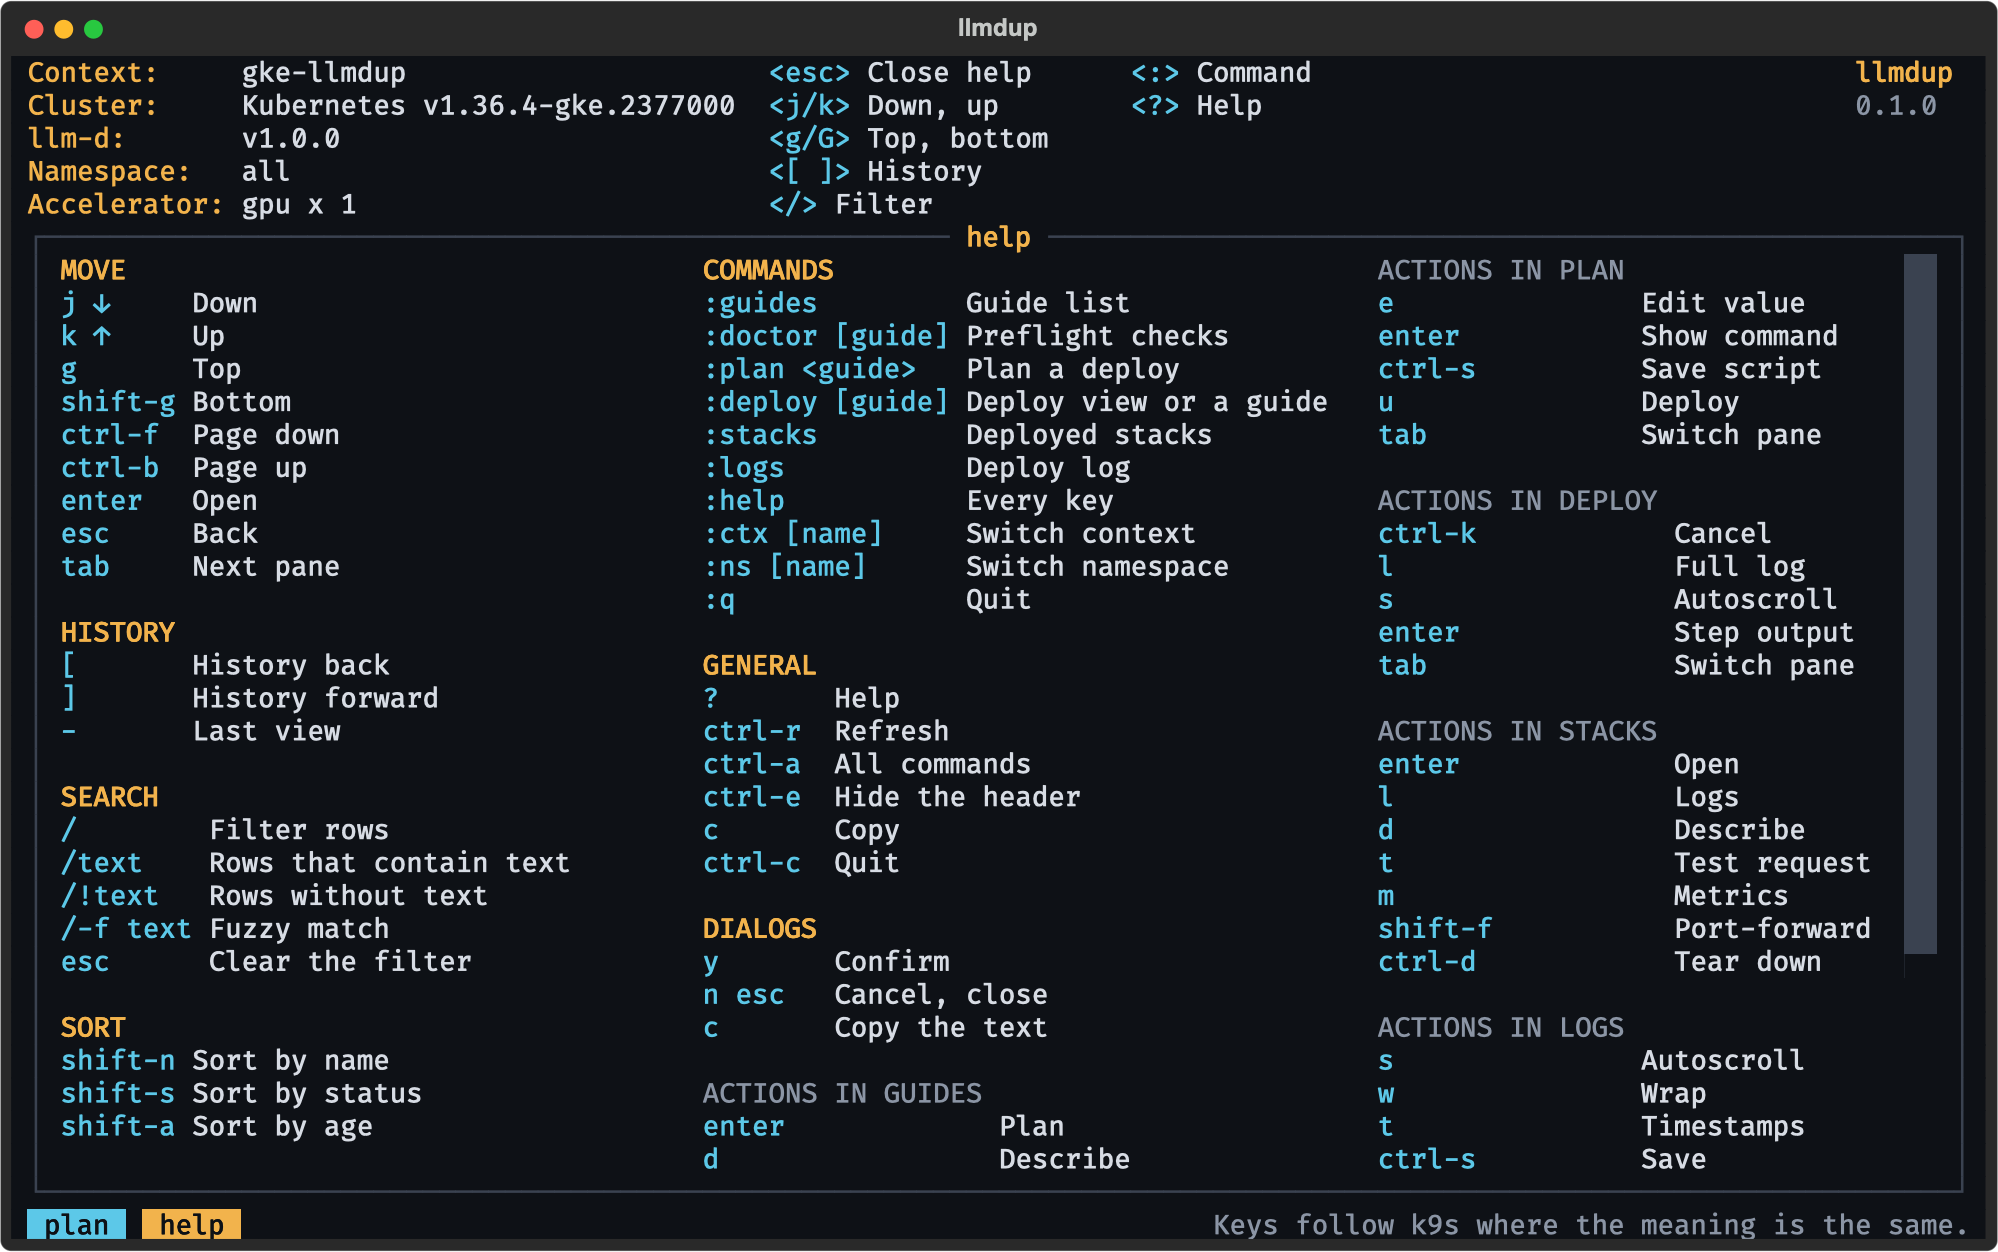 llmdup
Context: gke-llmdup <esc> Close help <:> Command llmdup
Cluster: Kubernetes v1.36.4-gke.2377000 <j/k> Down, up <?> Help 0.1.0
llm-d: v1.0.0 <g/G> Top, bottom
Namespace: all <[ ]> History
Accelerator: gpu x 1 </> Filter
help
MOVE
j ↓ Down
k ↑ Up
g Top
shift-g Bottom
ctrl-f Page down
ctrl-b Page up
enter Open
esc Back
tab Next pane
HISTORY
[ History back
] History forward
- Last view
SEARCH
/ Filter rows
/text Rows that contain text
/!text Rows without text
/-f text Fuzzy match
esc Clear the filter
SORT
shift-n Sort by name
shift-s Sort by status
shift-a Sort by age
COMMANDS
:guides Guide list
:doctor [guide] Preflight checks
:plan <guide> Plan a deploy
:deploy [guide] Deploy view or a guide
:stacks Deployed stacks
:logs Deploy log
:help Every key
:ctx [name] Switch context
:ns [name] Switch namespace
:q Quit
GENERAL
? Help
ctrl-r Refresh
ctrl-a All commands
ctrl-e Hide the header
c Copy
ctrl-c Quit
DIALOGS
y Confirm
n esc Cancel, close
c Copy the text
ACTIONS IN GUIDES
enter Plan
d Describe
ACTIONS IN PLAN
e Edit value
enter Show command
ctrl-s Save script
u Deploy
tab Switch pane
ACTIONS IN DEPLOY
ctrl-k Cancel
l Full log
s Autoscroll
enter Step output
tab Switch pane
ACTIONS IN STACKS
enter Open
l Logs
d Describe
t Test request
m Metrics
shift-f Port-forward
ctrl-d Tear down
ACTIONS IN LOGS
s Autoscroll
w Wrap
t Timestamps
ctrl-s Save
plan help Keys follow k9s where the meaning is the same.